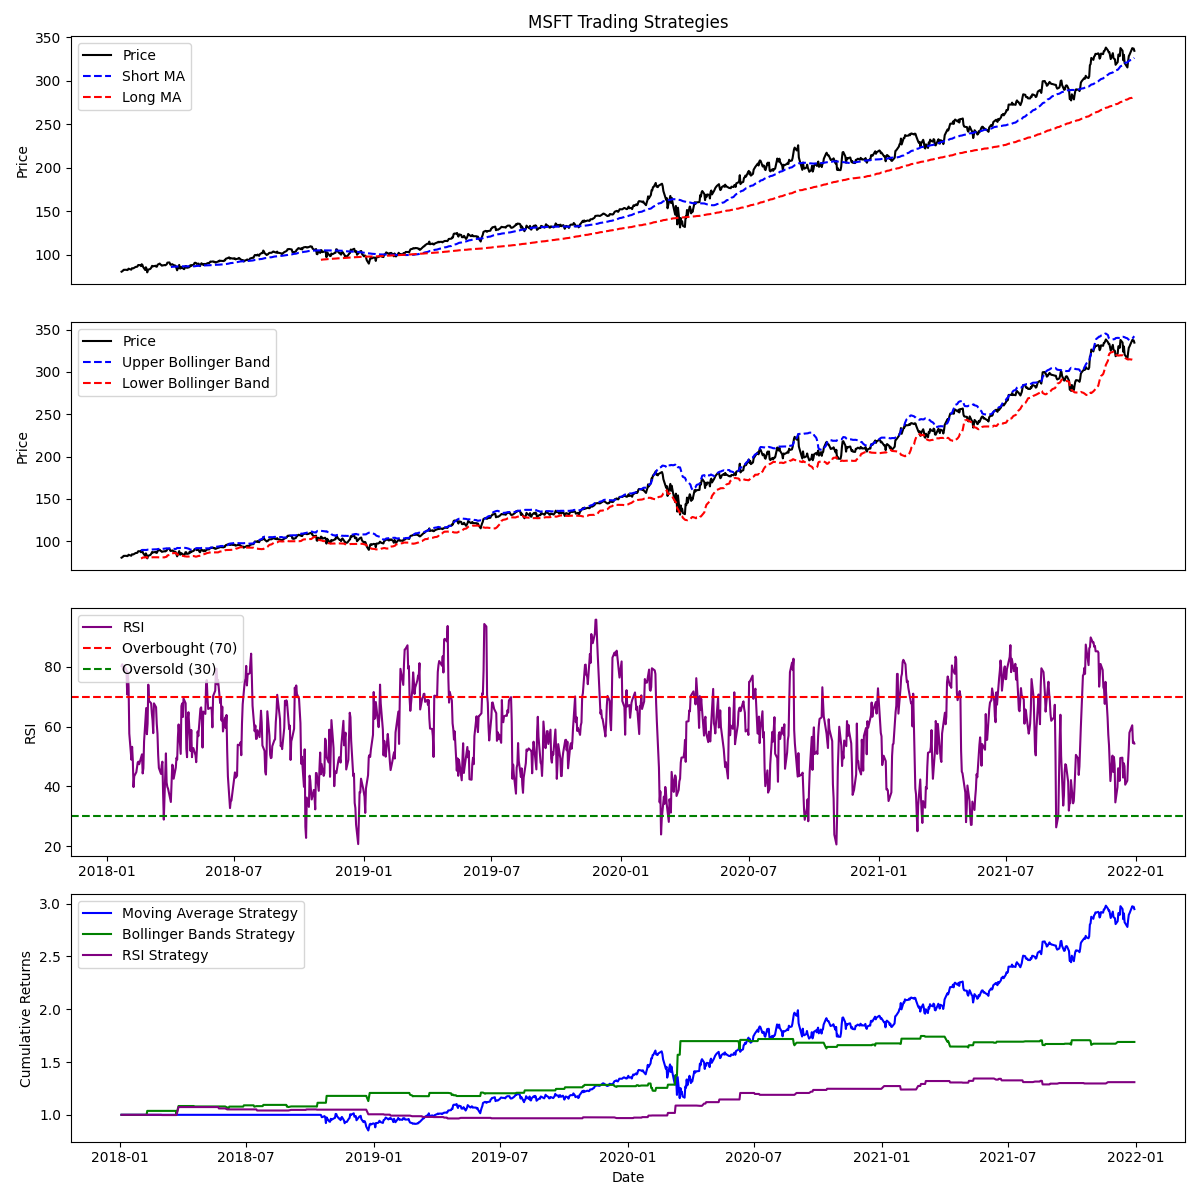 MSFT Trading Strategies
350
300
250
200
150
100
Price
Price
Short MA
Long MA
350
300
250
200
150
100
Price
Price
Upper Bollinger Band
Lower Bollinger Band
80
60
40
20
RSI
RSI
Overbought (70)
Oversold (30)
2018-01 2018-07 2019-01 2019-07 2020-01 2020-07 2021-01 2021-07 2022-01
3.0
2.5
2.0
1.5
1.0
Cumulative Returns
Moving Average Strategy
Bollinger Bands Strategy
RSI Strategy
2018-01 2018-07 2019-01 2019-07 2020-01 2020-07 2021-01 2021-07 2022-01
Date